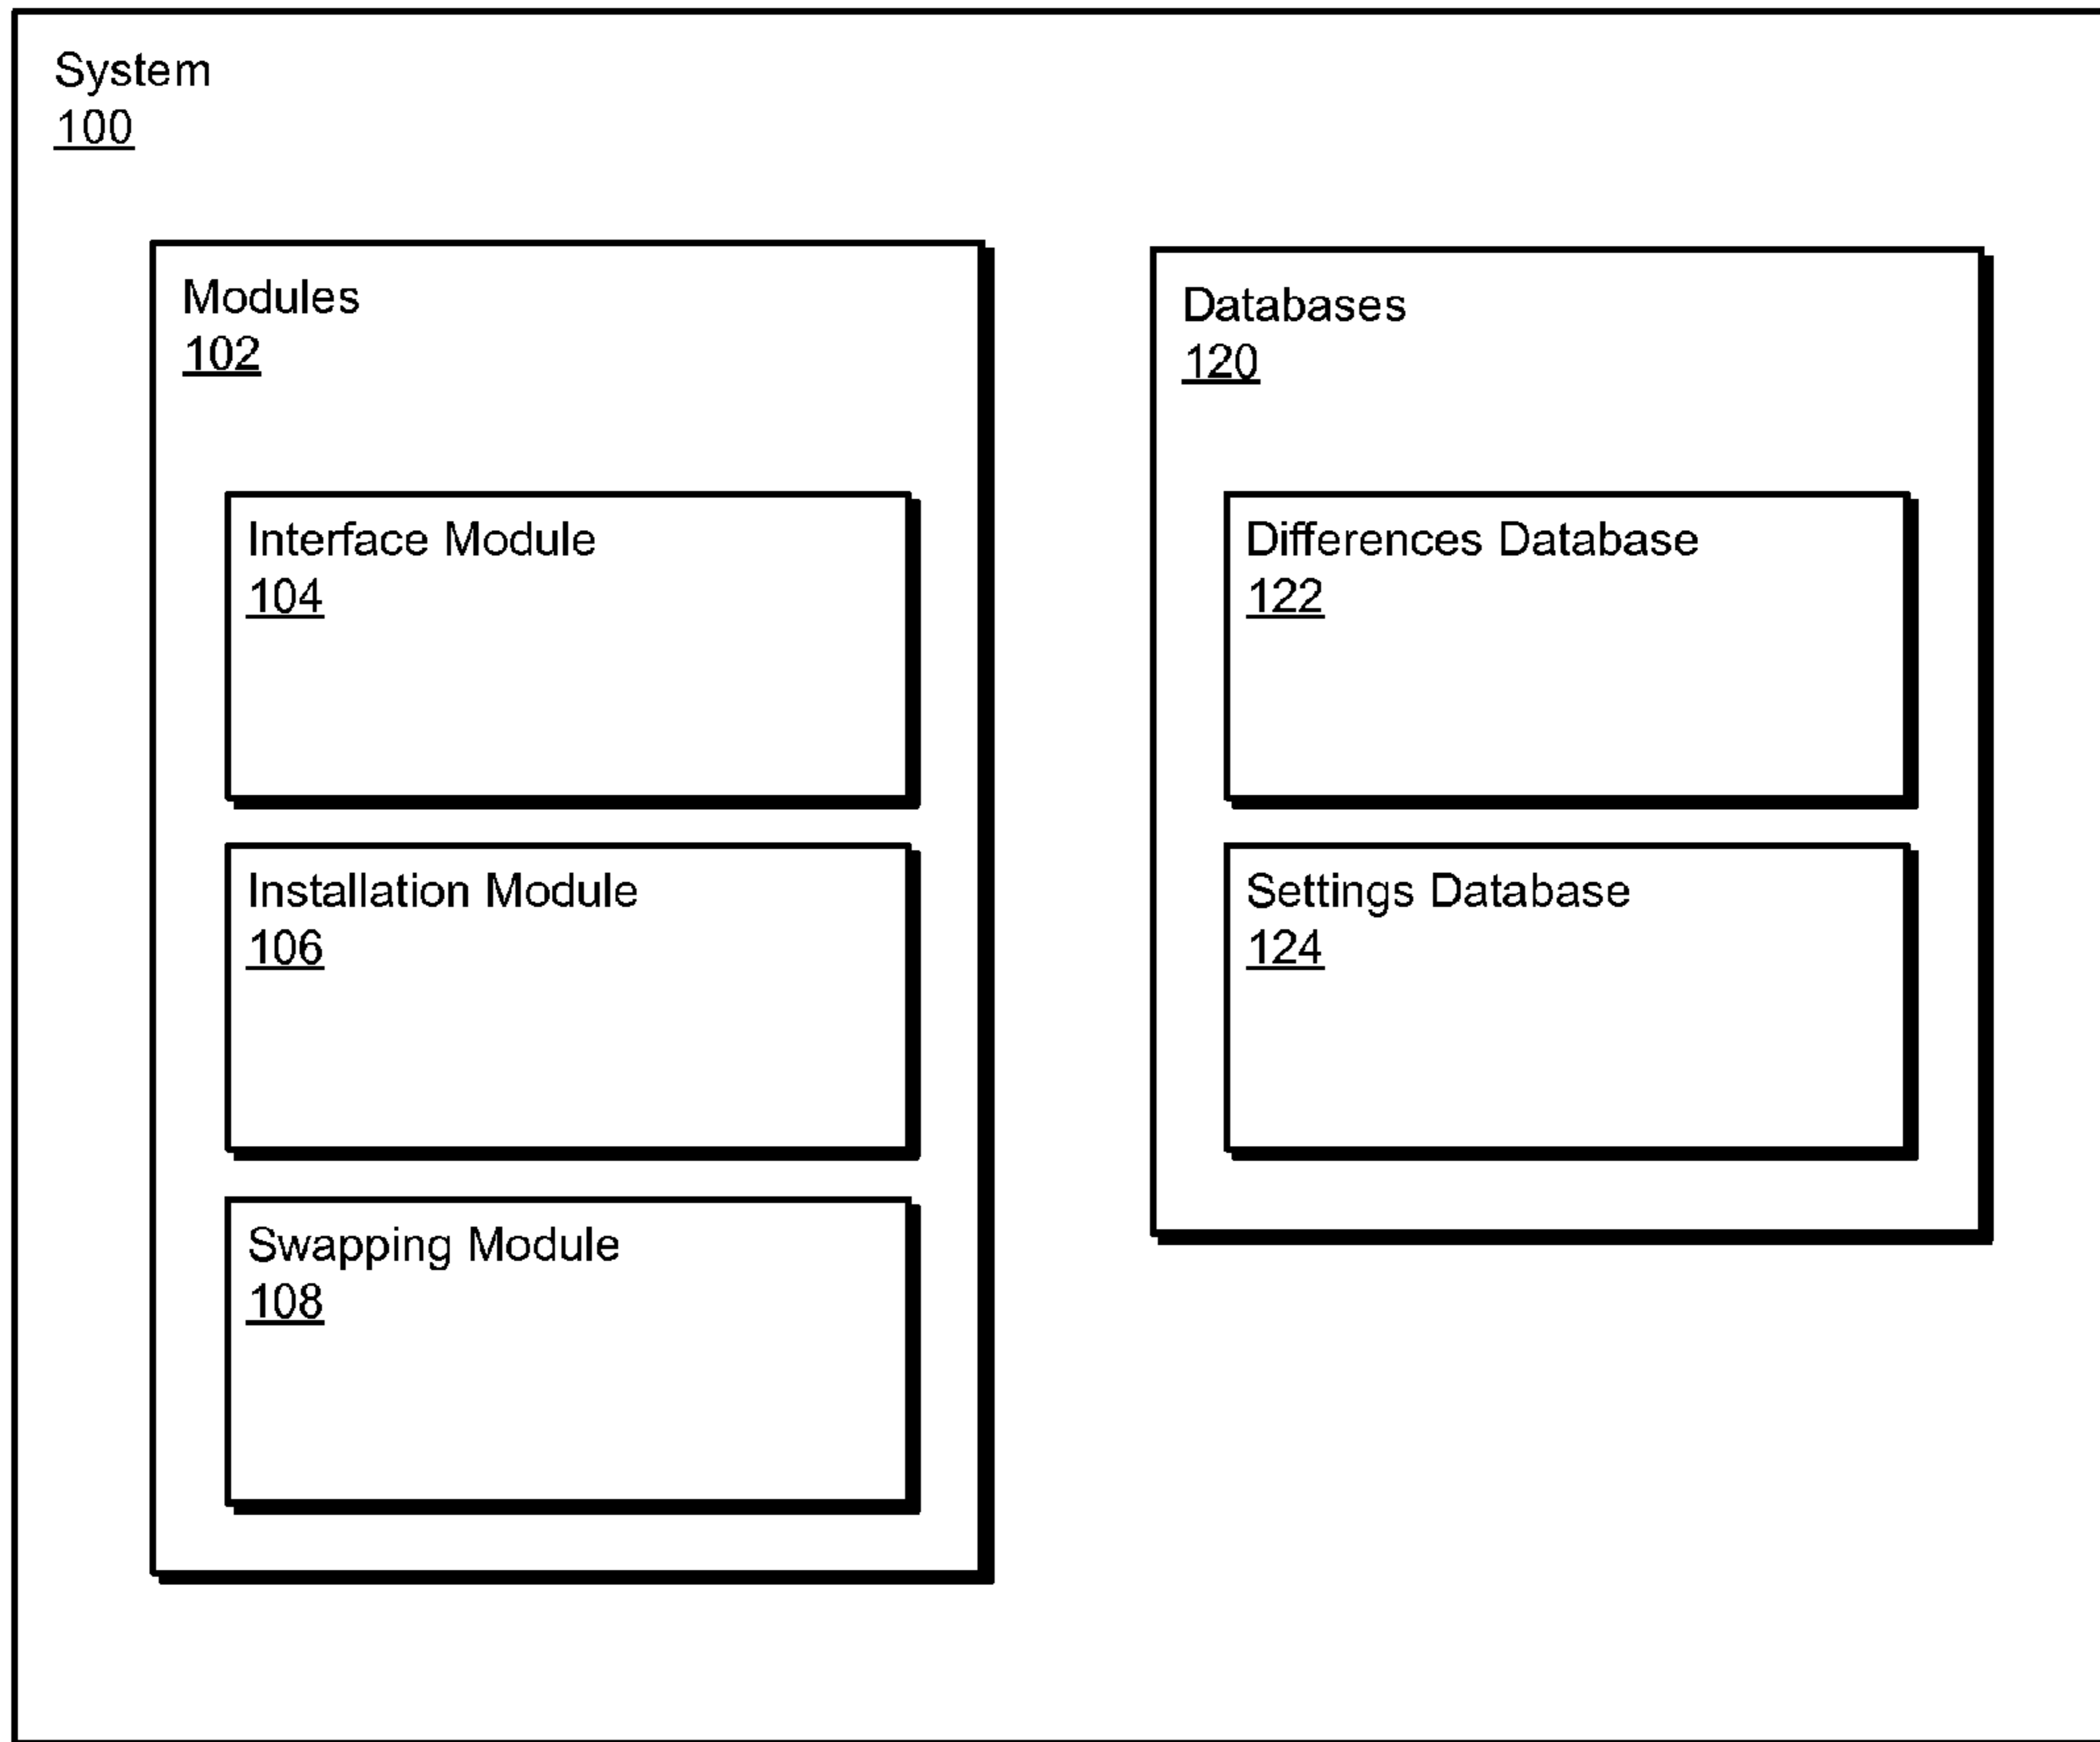 System
100
Modules
102
Interface Module
104
Installation Module
106
Swapping Module
108
Databases
120
Differences Database
122
Settings Database
124